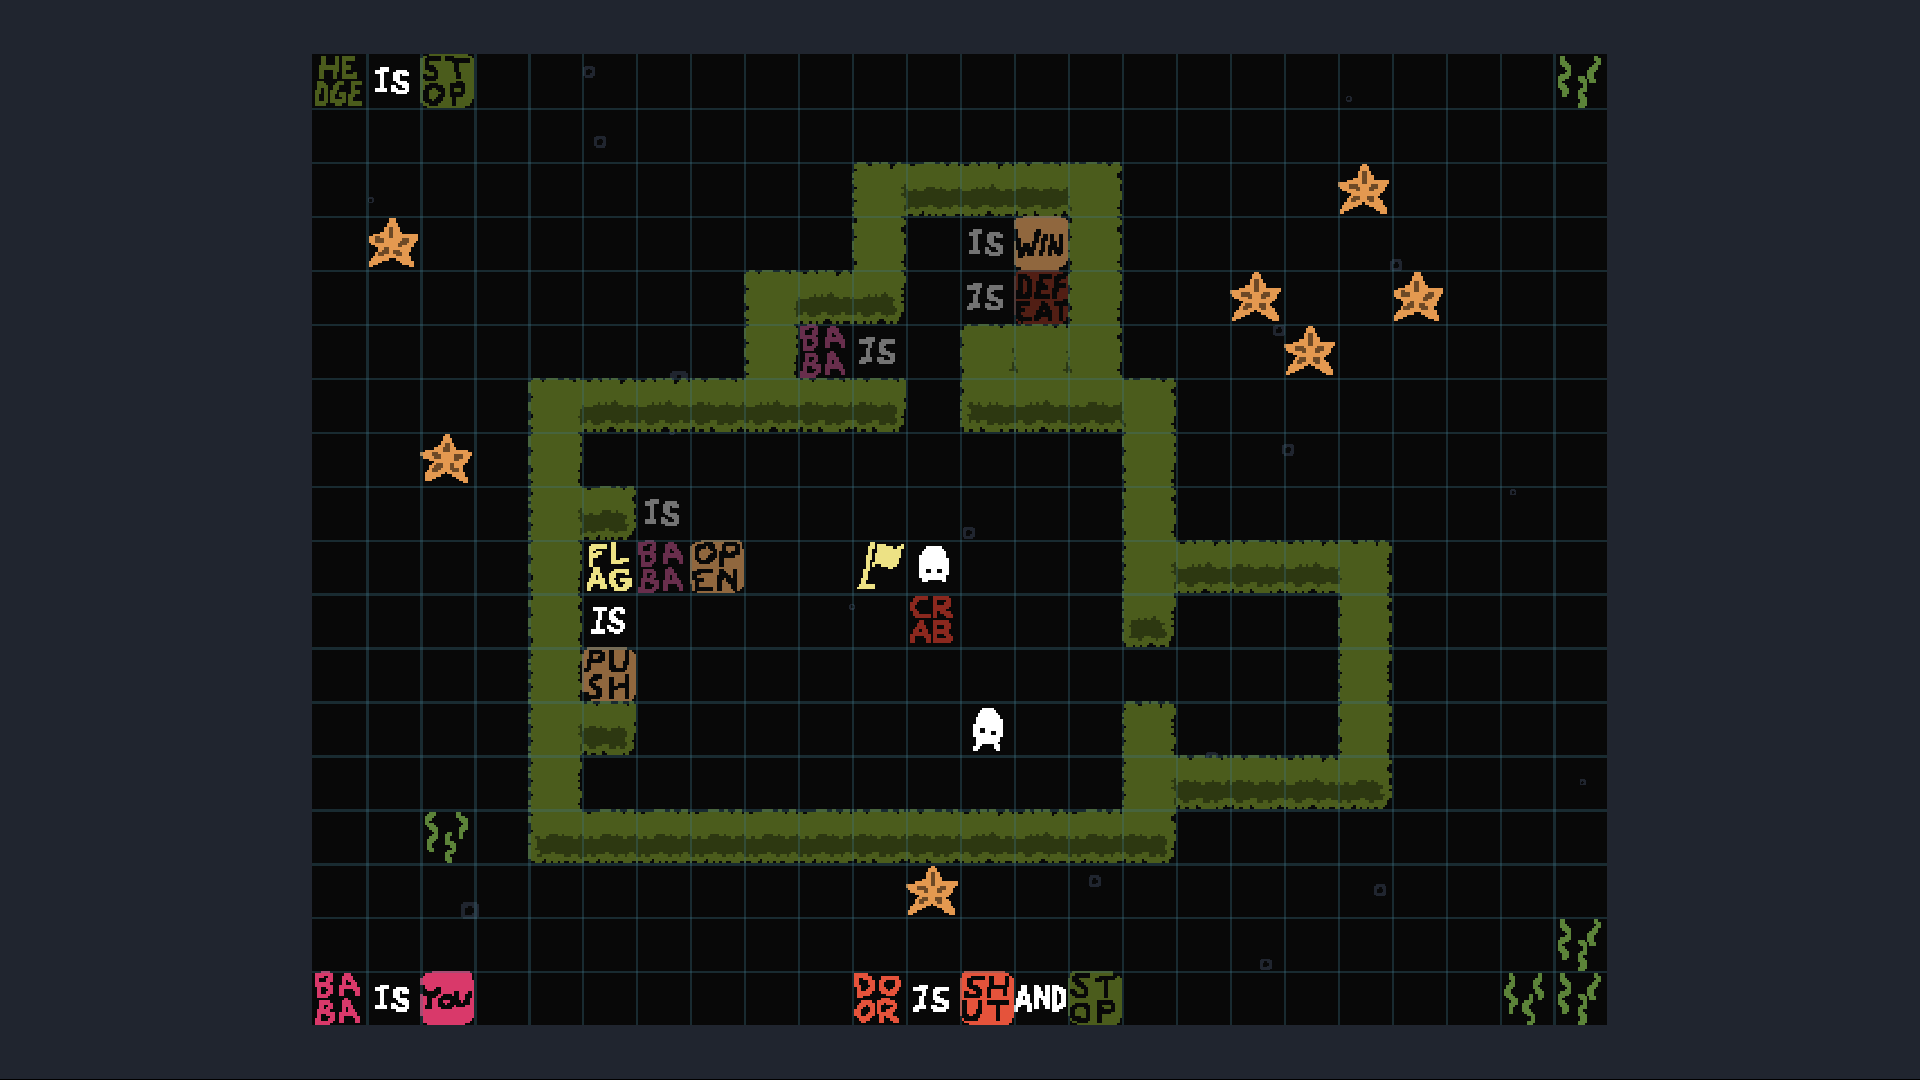 HEDGE IS STOP
IS WIN
IS DEFEAT
BABA IS
IS
FLAG BABA OPEN
IS
CRAB
PUSH
BABA IS YOU
DOOR IS SHUT AND STOP